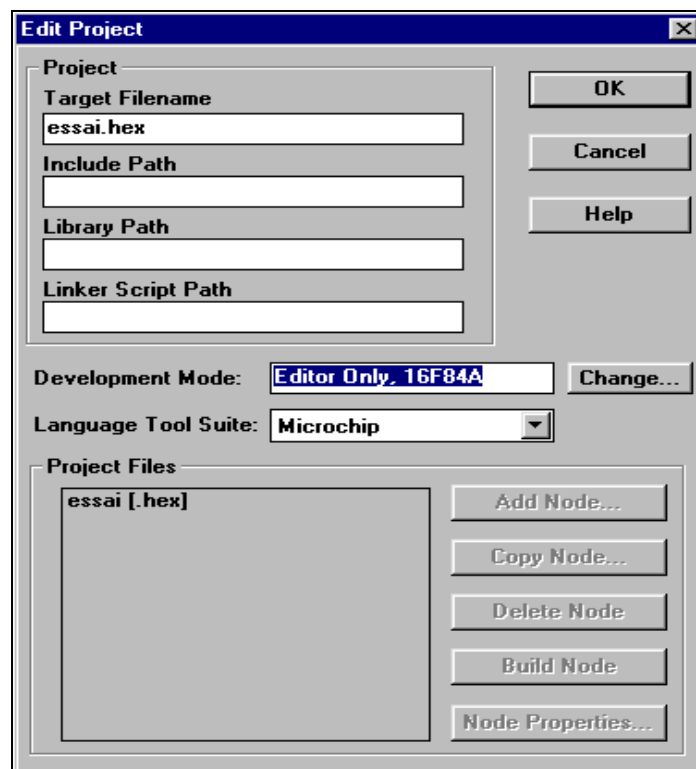 Edit Project
Project
Target Filename
essai.hex
Include Path
Library Path
Linker Script Path
OK
Cancel
Help
Development Mode: Editor Only, 16F84A Change...
Language Tool Suite: Microchip
Project Files
essai [.hex]
Add Node...
Copy Node...
Delete Node
Build Node
Node Properties...